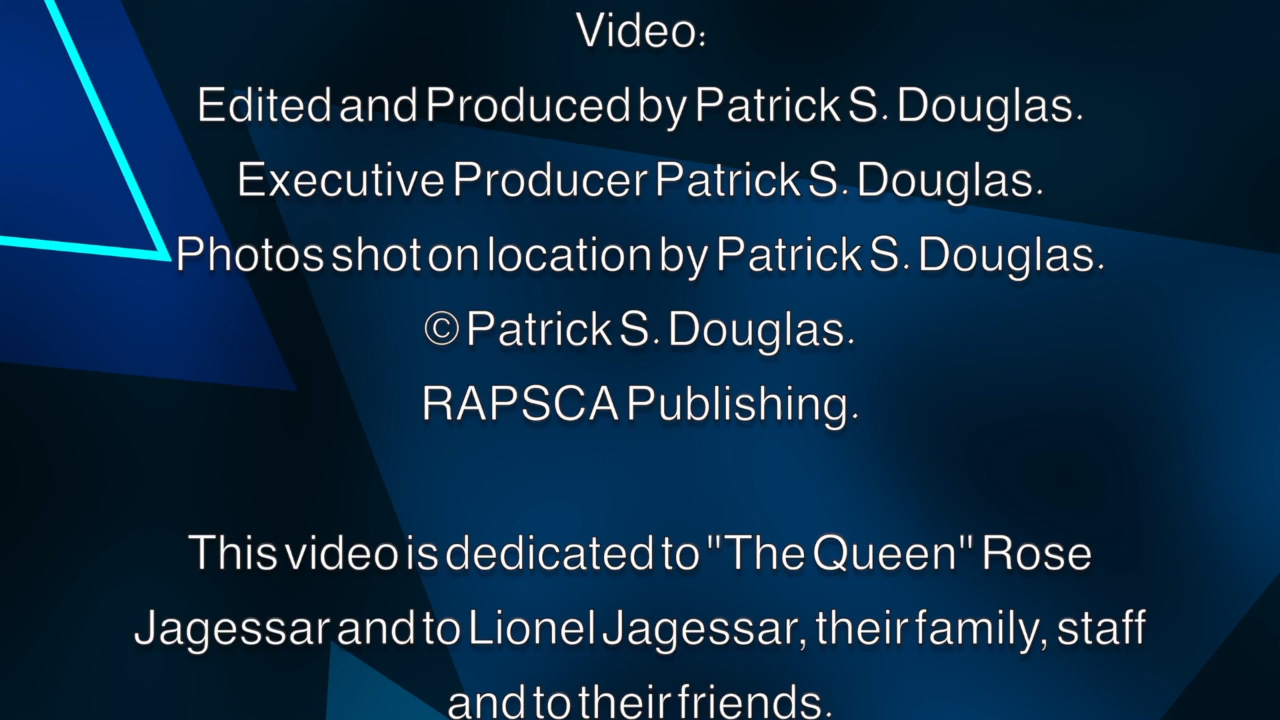 Video:
Edited and Produced by Patrick S. Douglas.
Executive Producer Patrick S. Douglas.
Photos shot on location by Patrick S. Douglas.
© Patrick S. Douglas.
RAPSCA Publishing.
This video is dedicated to "The Queen" Rose
Jagessar and to Lionel Jagessar, their family, staff
and to their friends.